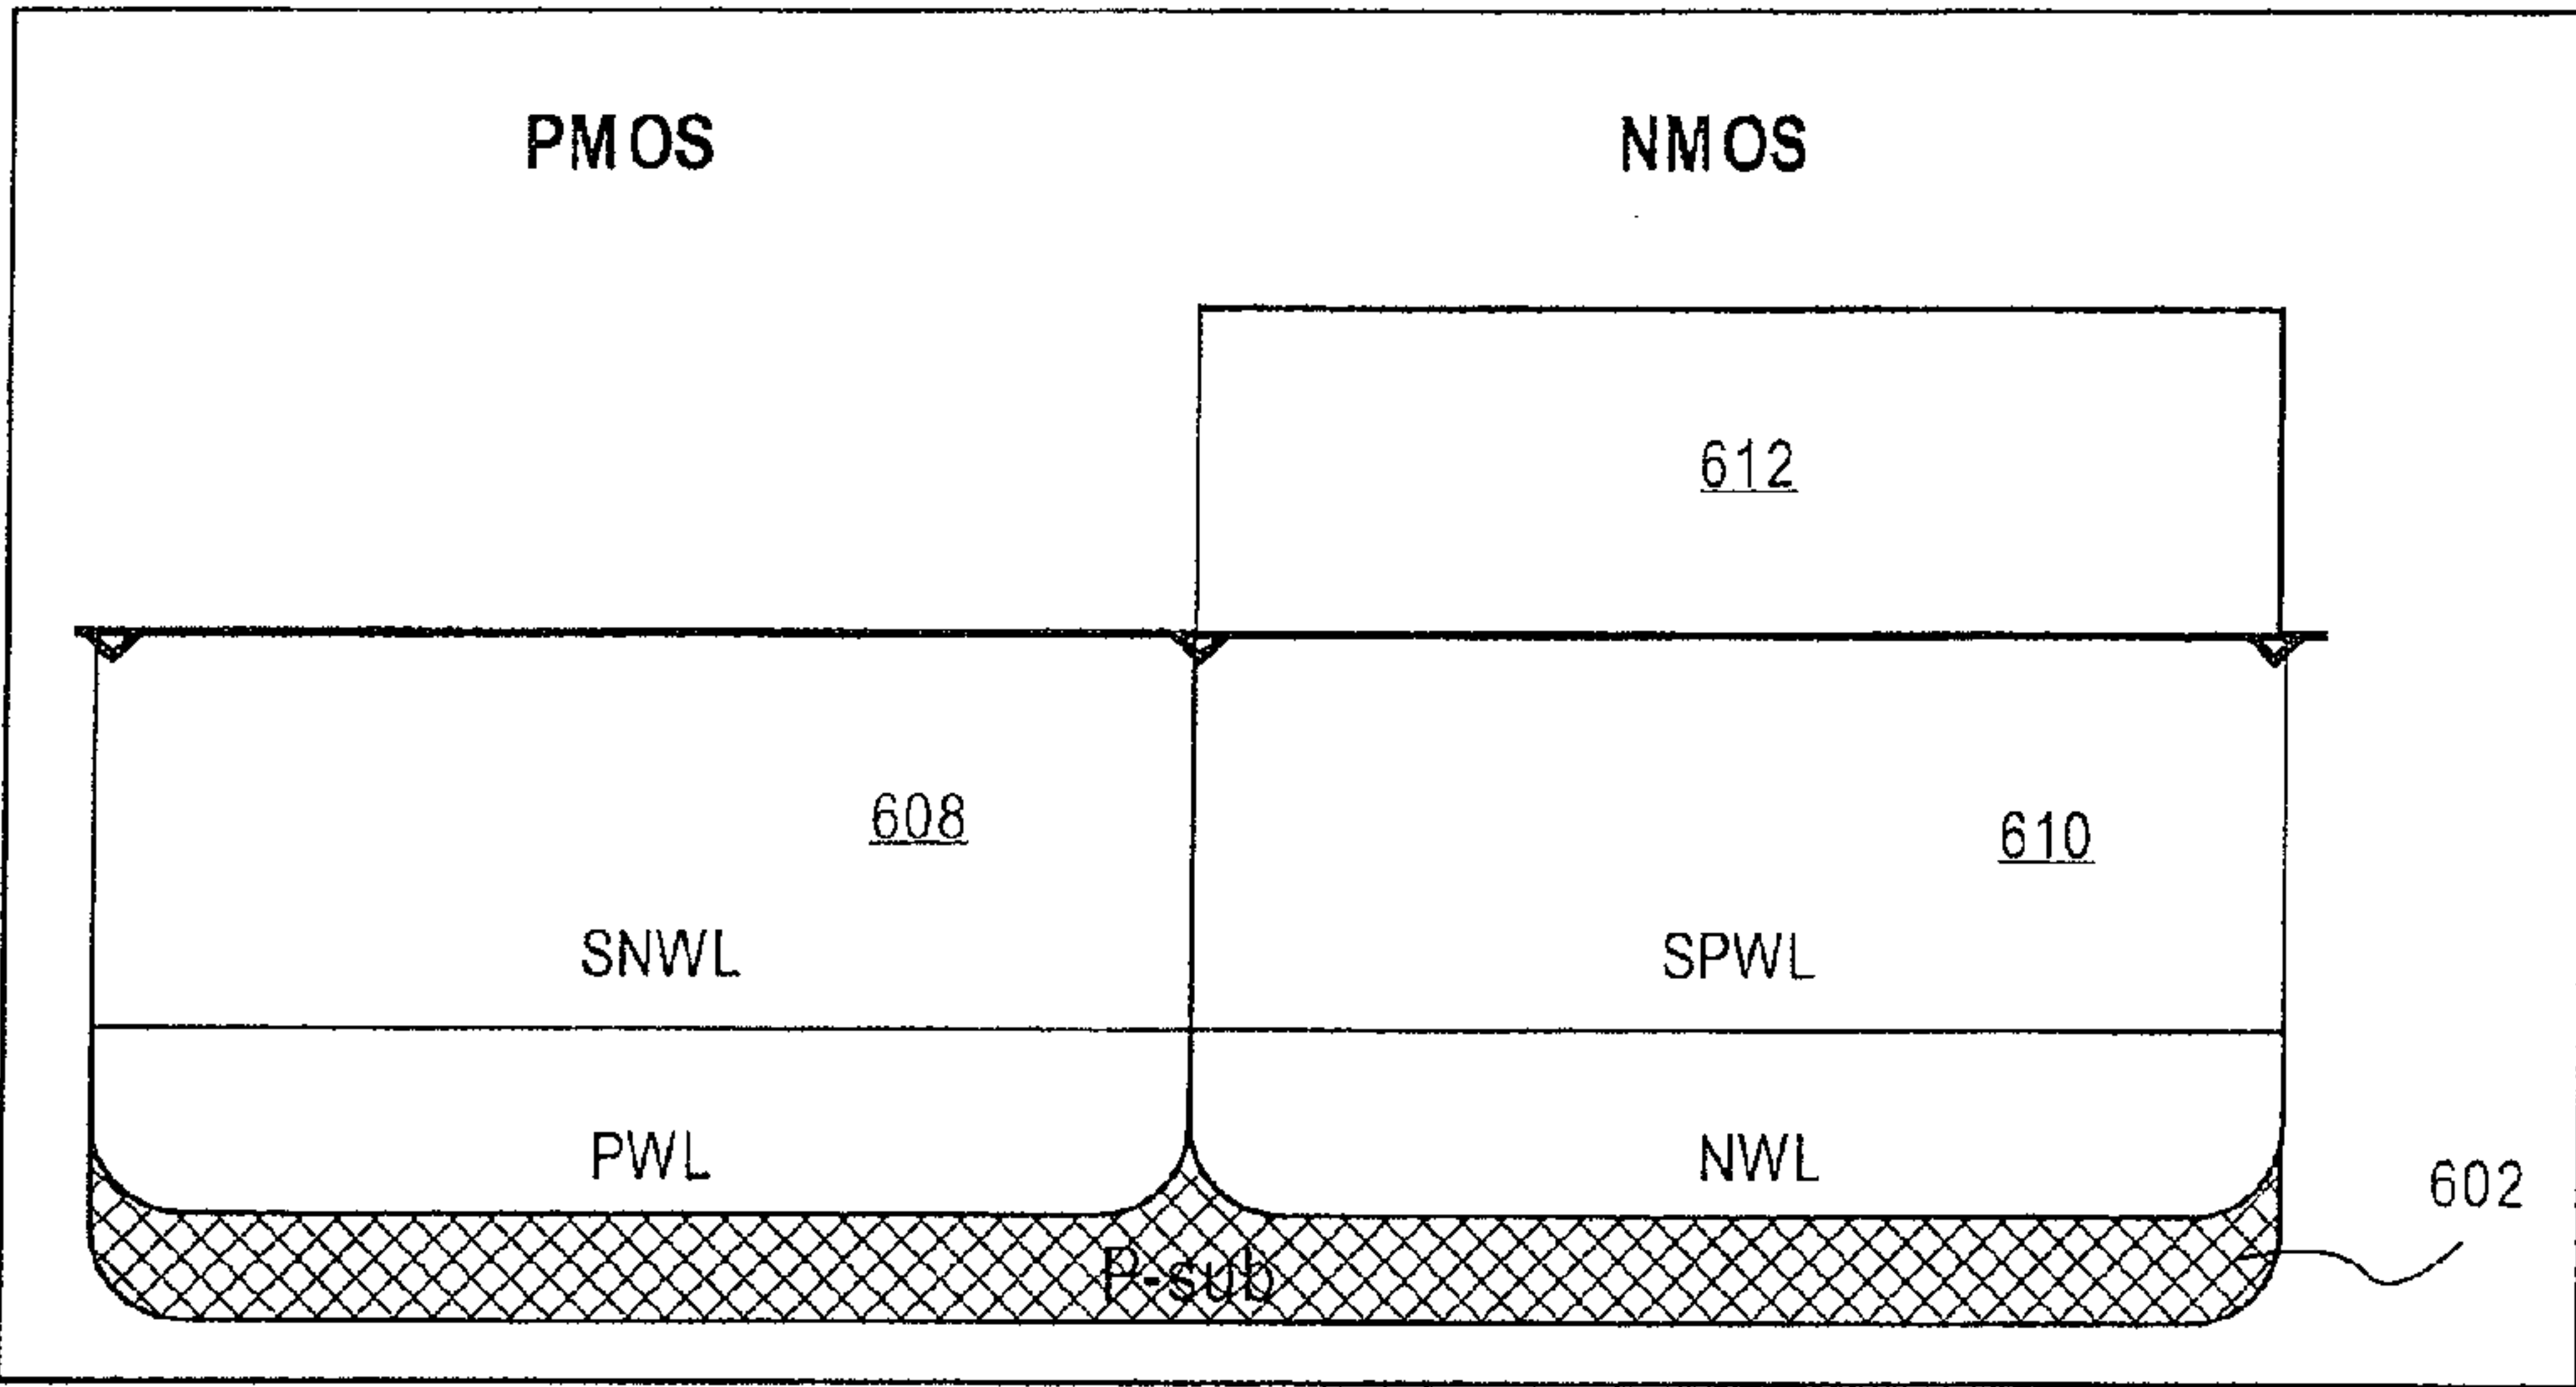 PMOS NMOS
612
608
610
SNWL SPWL
PWL NWL
602
P-sub